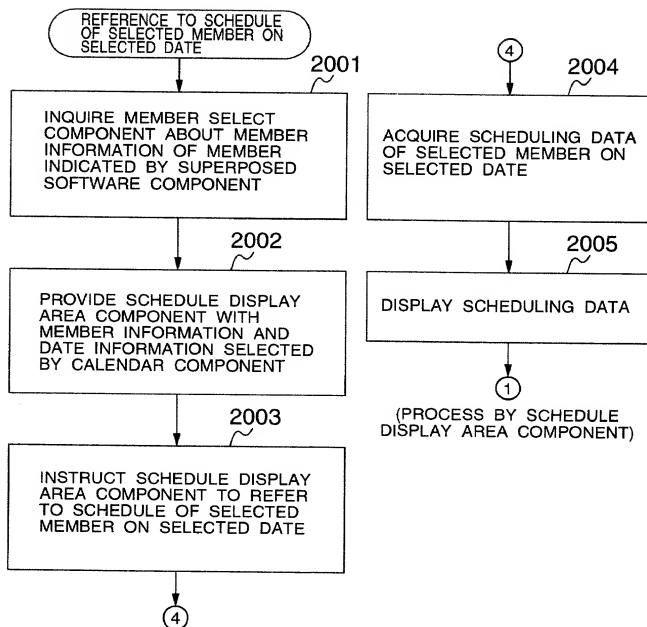 REFERENCE TO SCHEDULE
OF SELECTED MEMBER ON
SELECTED DATE
2001
INQUIRE MEMBER SELECT
COMPONENT ABOUT MEMBER
INFORMATION OF MEMBER
INDICATED BY SUPERPOSED
SOFTWARE COMPONENT
2002
PROVIDE SCHEDULE DISPLAY
AREA COMPONENT WITH
MEMBER INFORMATION AND
DATE INFORMATION SELECTED
BY CALENDAR COMPONENT
2003
INSTRUCT SCHEDULE DISPLAY
AREA COMPONENT TO REFER
TO SCHEDULE OF SELECTED
MEMBER ON SELECTED DATE
4
4
2004
ACQUIRE SCHEDULING DATA
OF SELECTED MEMBER ON
SELECTED DATE
2005
DISPLAY SCHEDULING DATA
1
(PROCESS BY SCHEDULE
DISPLAY AREA COMPONENT)